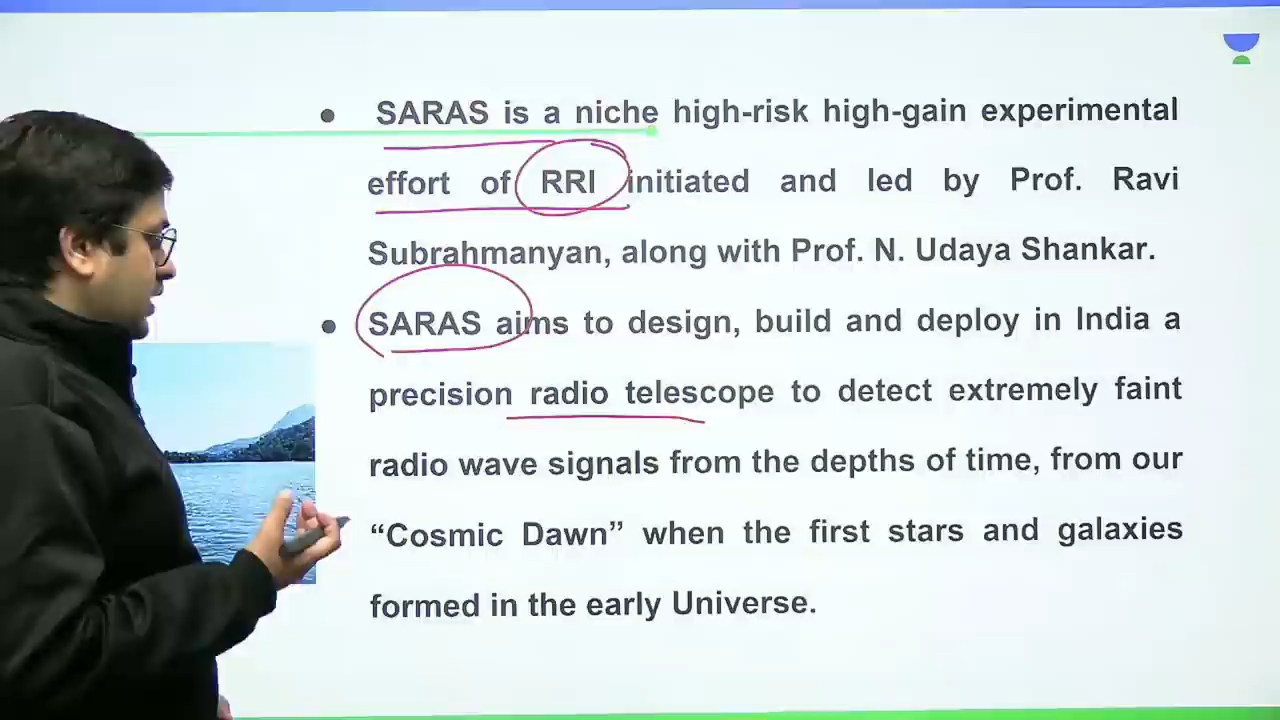 • SARAS is a niche high-risk high-gain experimental
effort of RRI initiated and led by Prof. Ravi
Subrahmanyan, along with Prof. N. Udaya Shankar.
• SARAS aims to design, build and deploy in India a
precision radio telescope to detect extremely faint
radio wave signals from the depths of time, from our
“Cosmic Dawn” when the first stars and galaxies
formed in the early Universe.